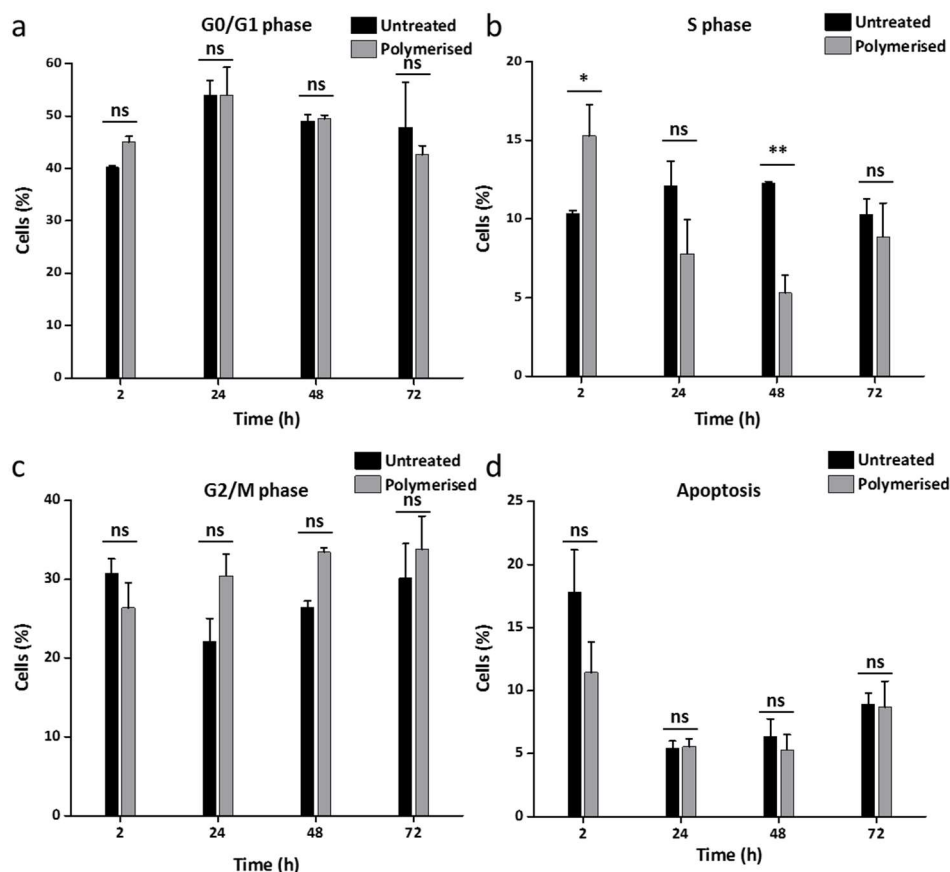 a
G0/G1 phase
Untreated
Polymerised
ns
ns
ns
ns
60
50
40
30
20
10
0
Cells (%)
2 24 48 72
Time (h)
b
S phase
Untreated
Polymerised
*
ns
**
ns
20
15
10
5
0
Cells (%)
2 24 48 72
Time (h)
c
G2/M phase
Untreated
Polymerised
ns
ns
ns
ns
40
30
20
10
0
Cells (%)
2 24 48 72
Time (h)
d
Apoptosis
Untreated
Polymerised
ns
ns
ns
ns
25
20
15
10
5
0
Cells (%)
2 24 48 72
Time (h)